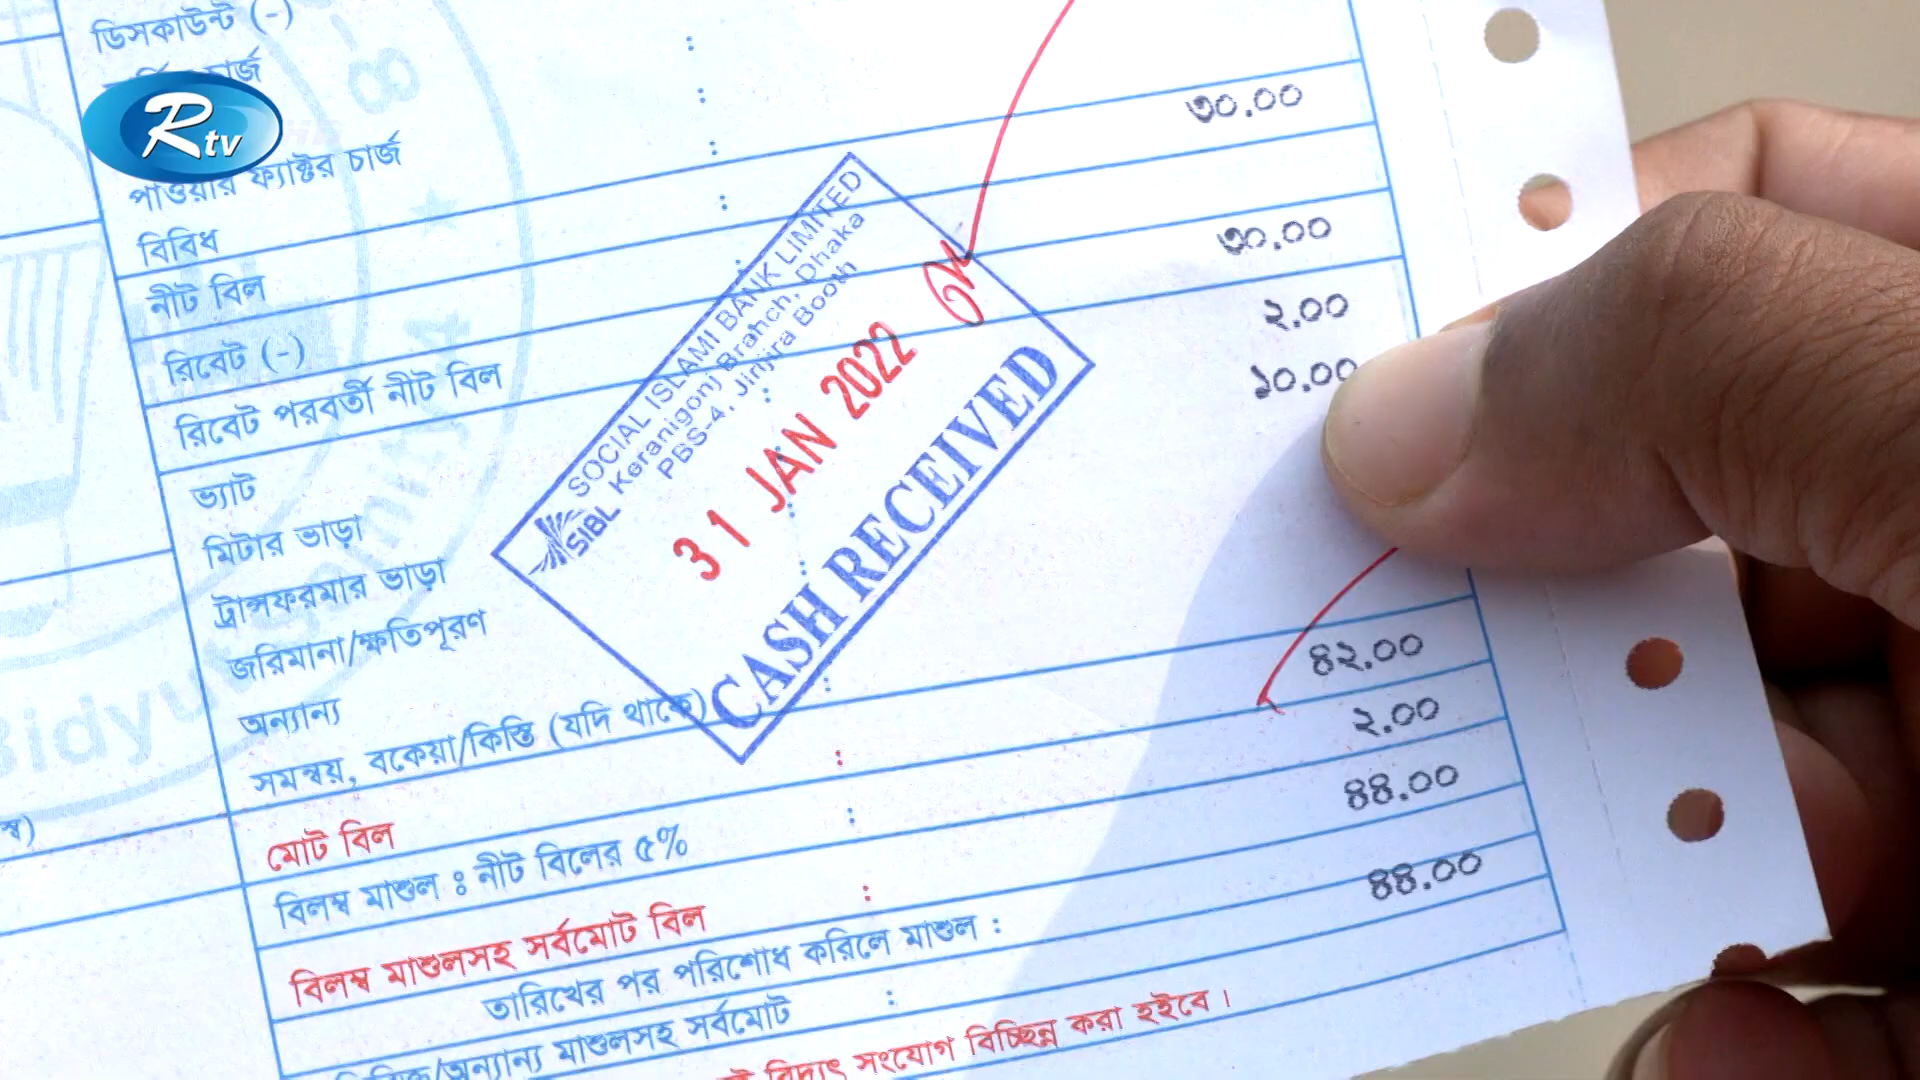 ডিসকাউন্ট (-)
Rtv
চার্জ
পাওয়ার ফ্যাক্টর চার্জ
বিবিধ
নীট বিল
রিবেট (-)
রিবেট পরবর্তী নীট বিল
ভ্যাট
মিটার ভাড়া
ট্রান্সফরমার ভাড়া
জরিমানা/ক্ষতিপূরণ
অন্যান্য
সমন্বয়, বকেয়া/কিস্তি (যদি থাকে)
মোট বিল
বিলম্ব মাশুল : নীট বিলের ৫%
বিলম্ব মাশুলসহ সর্বমোট বিল
তারিখের পর পরিশোধ করিলে মাশুল :
/অন্যান্য মাশুলসহ সর্বমোট :
বিদ্যুৎ সংযোগ বিচ্ছিন্ন করা হইবে।
৩০.০০
৩০.০০
২.০০
১০.০০
৪২.০০
২.০০
৪৪.০০
৪৪.০০
SOCIAL ISLAMI BANK LIMITED
SIBL Keranigonj Branch, Dhaka
PBS-4, Jinjira Booth
31 JAN 2022
CASH RECEIVED